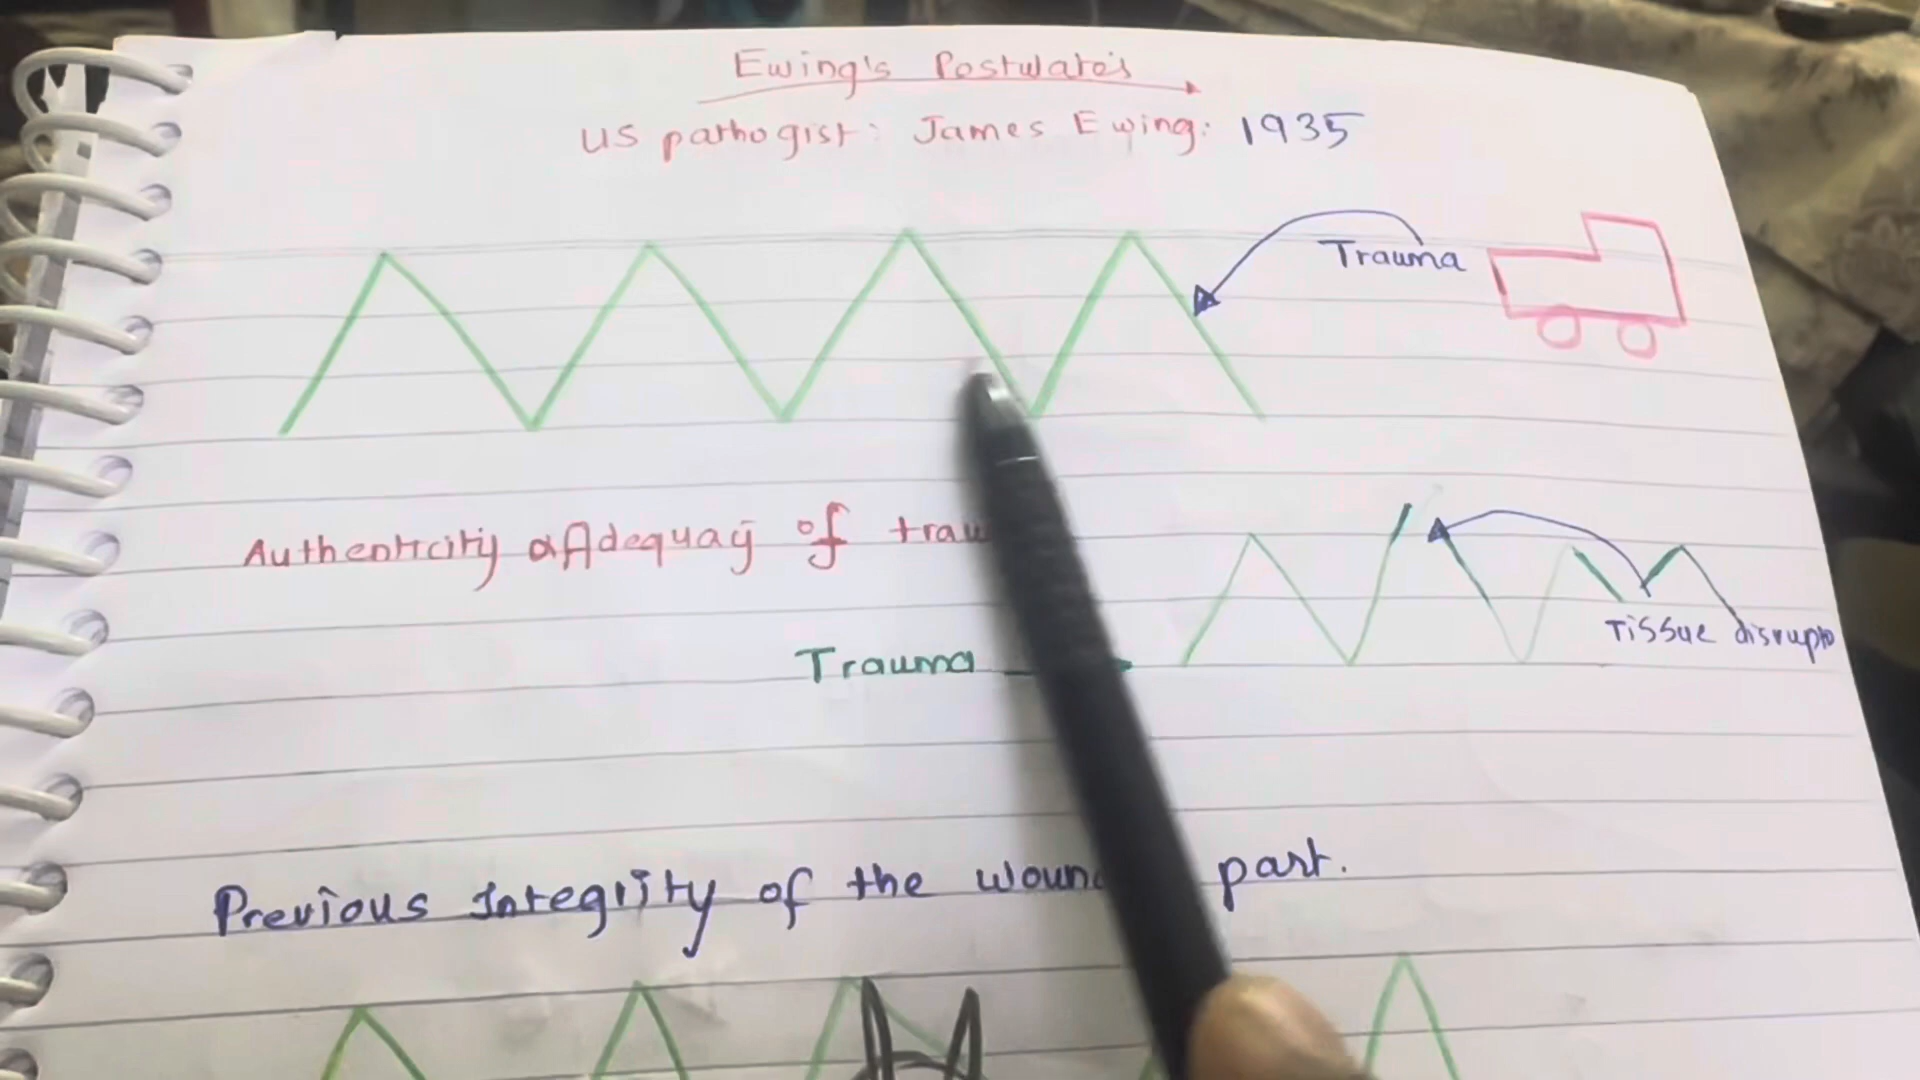 Ewing's Postulates
US pathogist: James Ewing: 1935
Trauma
Authenticity & Adequacy of trau
Tissue disruptio
Trauma
Previous Integrity of the wound part.